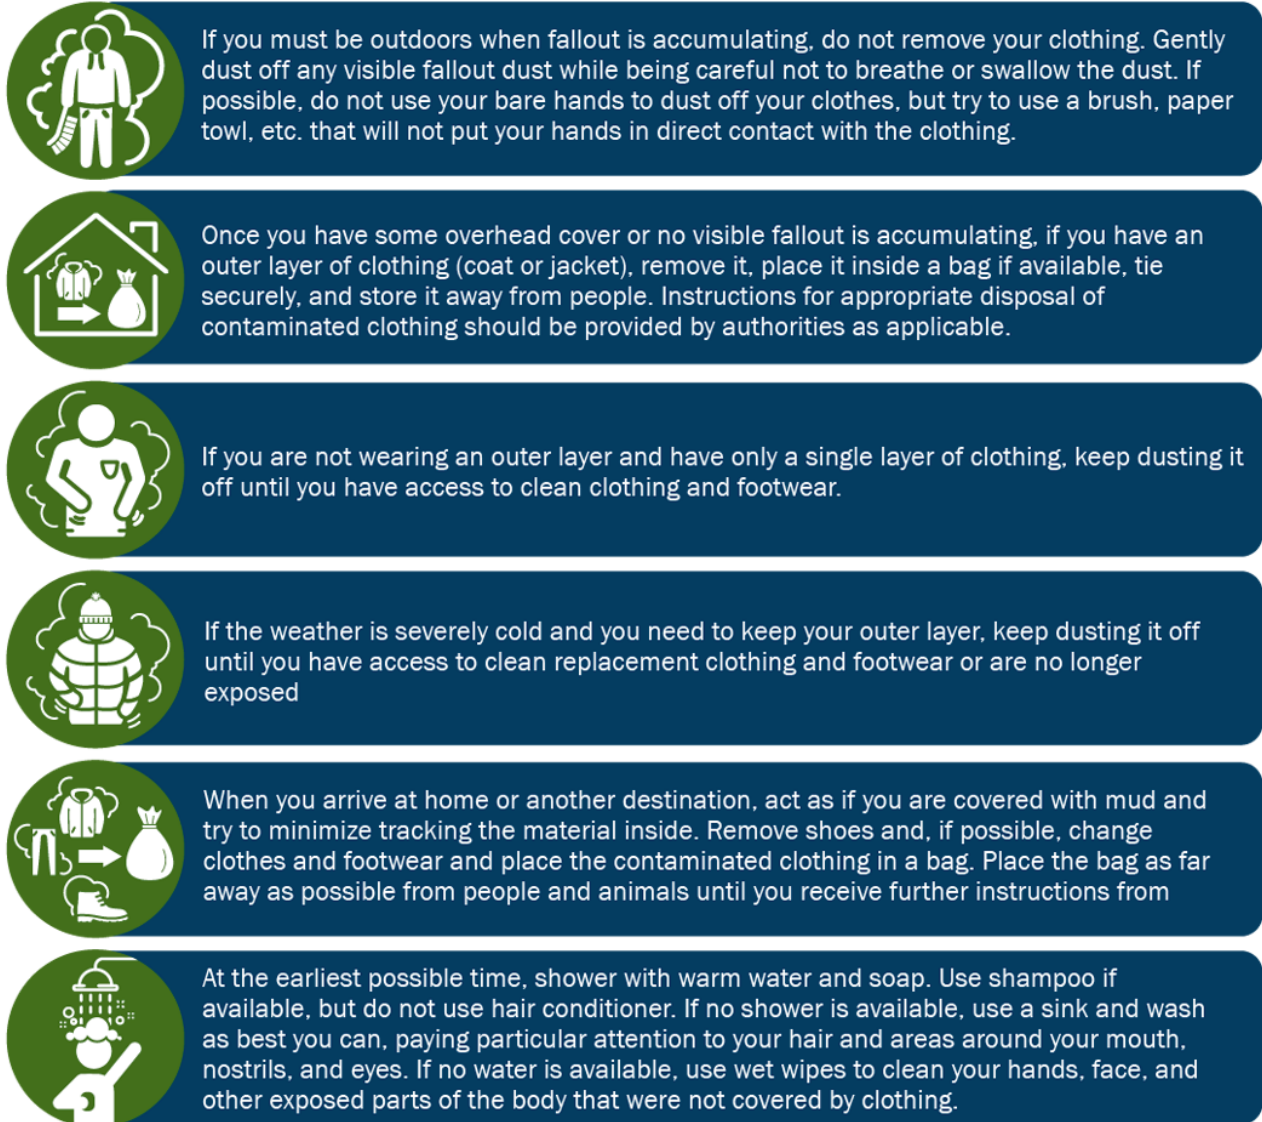 If you must be outdoors when fallout is accumulating, do not remove your clothing. Gently
dust off any visible fallout dust while being careful not to breathe or swallow the dust. If
possible, do not use your bare hands to dust off your clothes, but try to use a brush, paper
towl, etc. that will not put your hands in direct contact with the clothing.
Once you have some overhead cover or no visible fallout is accumulating, if you have an
outer layer of clothing (coat or jacket), remove it, place it inside a bag if available, tie
securely, and store it away from people. Instructions for appropriate disposal of
contaminated clothing should be provided by authorities as applicable.
If you are not wearing an outer layer and have only a single layer of clothing, keep dusting it
off until you have access to clean clothing and footwear.
If the weather is severely cold and you need to keep your outer layer, keep dusting it off
until you have access to clean replacement clothing and footwear or are no longer
exposed
When you arrive at home or another destination, act as if you are covered with mud and
try to minimize tracking the material inside. Remove shoes and, if possible, change
clothes and footwear and place the contaminated clothing in a bag. Place the bag as far
away as possible from people and animals until you receive further instructions from
At the earliest possible time, shower with warm water and soap. Use shampoo if
available, but do not use hair conditioner. If no shower is available, use a sink and wash
as best you can, paying particular attention to your hair and areas around your mouth,
nostrils, and eyes. If no water is available, use wet wipes to clean your hands, face, and
other exposed parts of the body that were not covered by clothing.